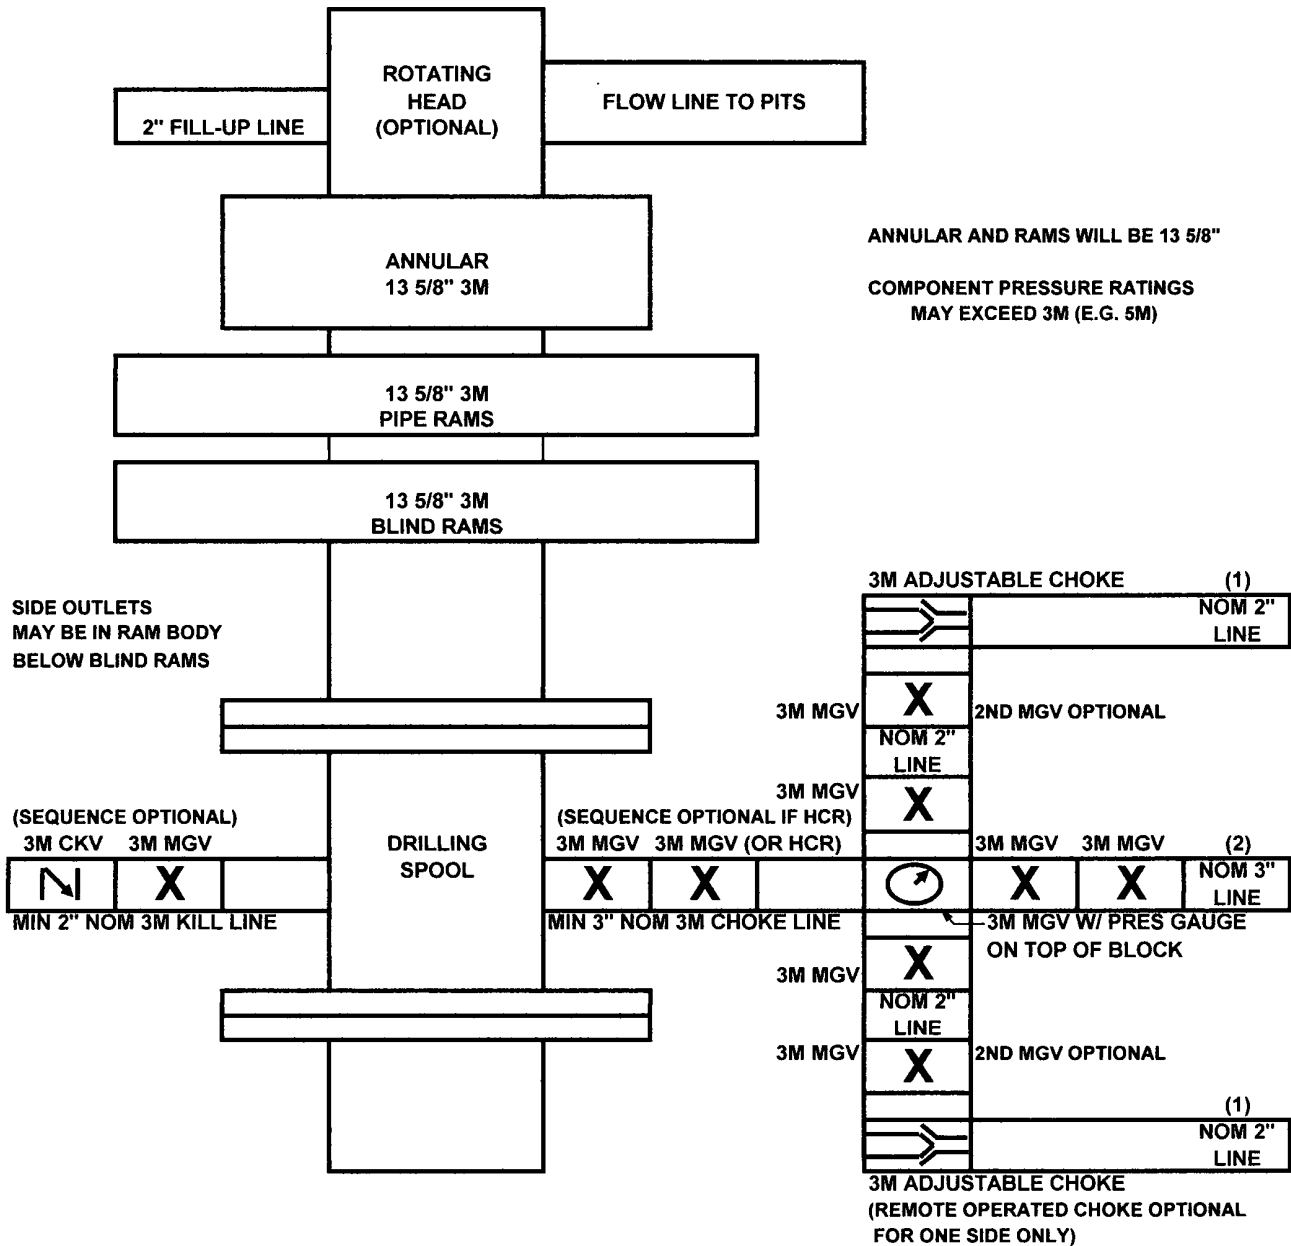 ROTATING
HEAD
(OPTIONAL)
2" FILL-UP LINE
FLOW LINE TO PITS
ANNULAR
13 5/8" 3M
ANNULAR AND RAMS WILL BE 13 5/8"
COMPONENT PRESSURE RATINGS
MAY EXCEED 3M (E.G. 5M)
13 5/8" 3M
PIPE RAMS
13 5/8" 3M
BLIND RAMS
SIDE OUTLETS
MAY BE IN RAM BODY
BELOW BLIND RAMS
3M ADJUSTABLE CHOKE
(1)
NOM 2"
LINE
3M MGV
X
2ND MGV OPTIONAL
NOM 2"
LINE
3M MGV
X
(SEQUENCE OPTIONAL)
3M CKV
3M MGV
X
MIN 2" NOM 3M KILL LINE
DRILLING
SPOOL
(SEQUENCE OPTIONAL IF HCR)
3M MGV
3M MGV (OR HCR)
X
X
MIN 3" NOM 3M CHOKE LINE
3M MGV
3M MGV
(2)
X
X
NOM 3"
LINE
3M MGV W/ PRES GAUGE
ON TOP OF BLOCK
3M MGV
X
NOM 2"
LINE
3M MGV
X
2ND MGV OPTIONAL
(1)
NOM 2"
LINE
3M ADJUSTABLE CHOKE
(REMOTE OPERATED CHOKE OPTIONAL
FOR ONE SIDE ONLY)